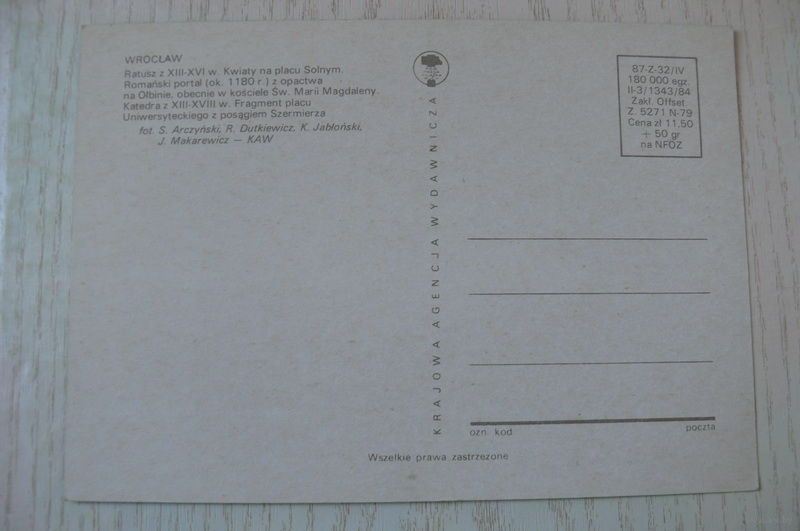 WROCŁAW
Ratusz z XIII-XVI w. Kwiaty na placu Solnym.
Romański portal (ok. 1180 r.) z opactwa
na Ołbinie, obecnie w kościele Św. Marii Magdaleny.
Katedra z XIII-XVIII w. Fragment placu
Uniwersyteckiego z posągiem Szermierza
fot. S. Arczyński, R. Dutkiewicz, K. Jabłoński,
J. Makarewicz — KAW
KRAJOWA AGENCJA WYDAWNICZA
87-Z-32/IV
180 000 egz.
II-3/1343/84
Zakł. Offset.
Z. 5271 N-79
Cena zł 11,50
+ 50 gr
na NFOZ
ozn. kod
poczta
Wszelkie prawa zastrzeżone